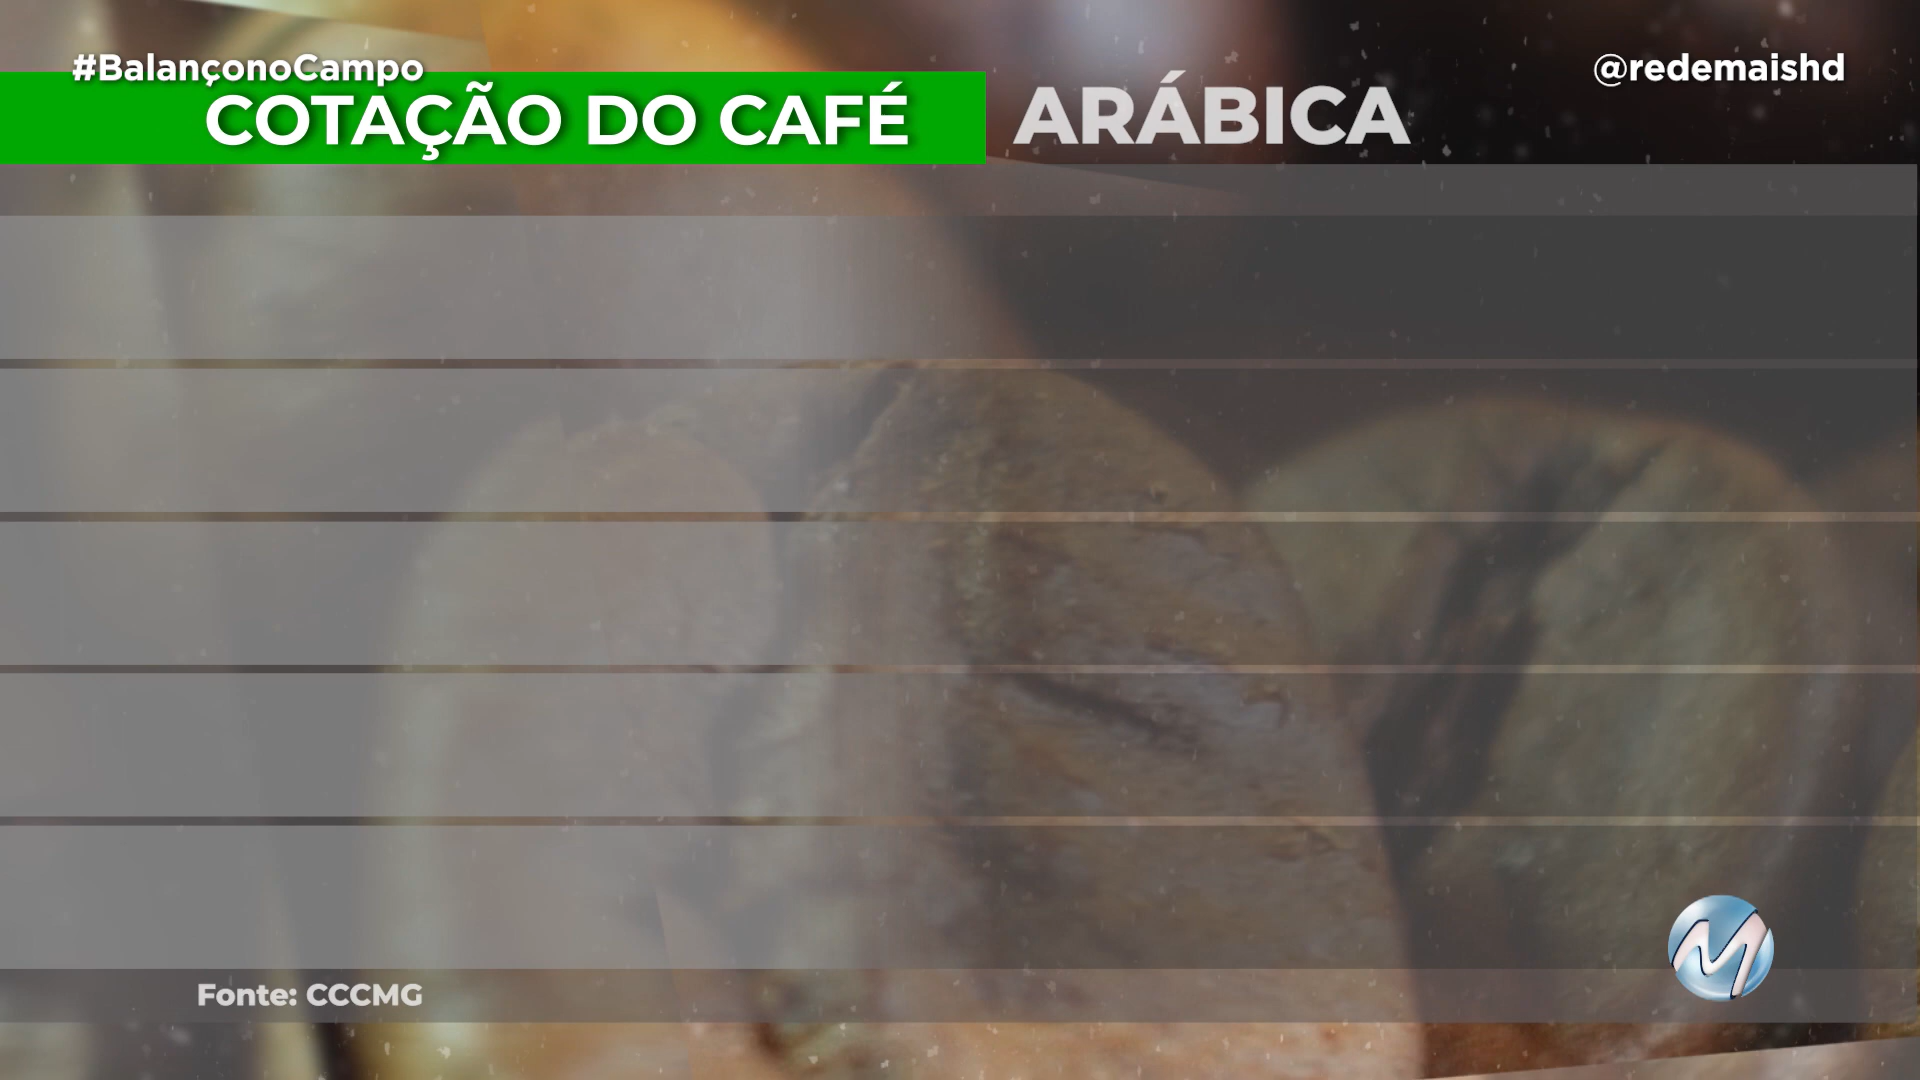 #BalançonoCampo
@redemaishd
COTAÇÃO DO CAFÉ
ARÁBICA
Fonte: CCCMG